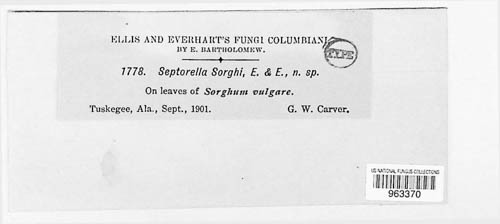 ELLIS AND EVERHART'S FUNGI COLUMBIANI
BY E. BARTHOLOMEW.
TYPE
1778. Septorella Sorghi, E. & E., n. sp.
On leaves of Sorghum vulgare.
Tuskegee, Ala., Sept., 1901. G. W. Carver.
US NATIONAL FUNGUS COLLECTIONS
963370